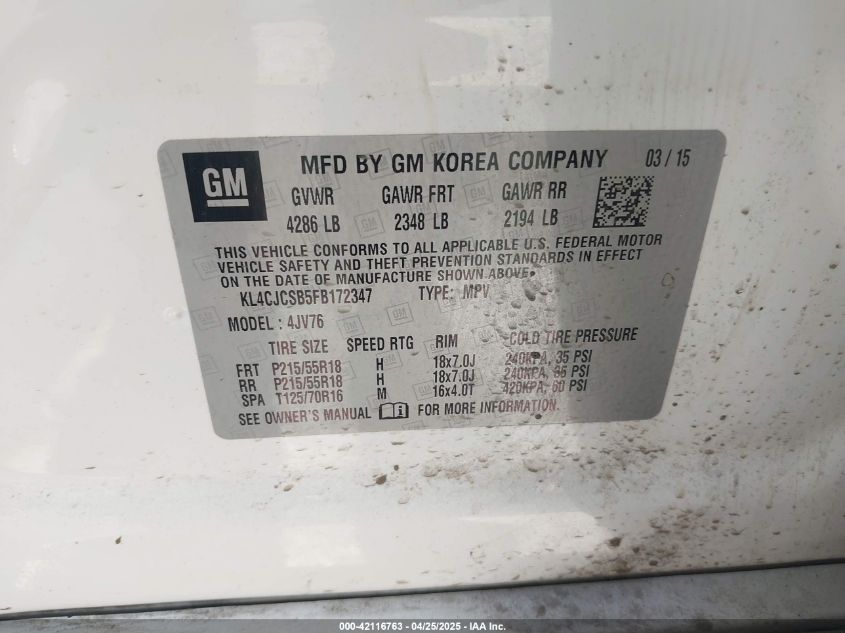 GM
MFD BY GM KOREA COMPANY 03 / 15
GVWR GAWR FRT GAWR RR
4286 LB 2348 LB 2194 LB
THIS VEHICLE CONFORMS TO ALL APPLICABLE U.S. FEDERAL MOTOR
VEHICLE SAFETY AND THEFT PREVENTION STANDARDS IN EFFECT
ON THE DATE OF MANUFACTURE SHOWN ABOVE.
KL4CJCSB5FB172347 TYPE: MPV
MODEL: 4JV76
TIRE SIZE SPEED RTG RIM COLD TIRE PRESSURE
FRT P215/55R18 H 18x7.0J 240KPA, 35 PSI
RR P215/55R18 H 18x7.0J 240KPA, 35 PSI
SPA T125/70R16 M 16x4.0T 420KPA, 60 PSI
SEE OWNER'S MANUAL FOR MORE INFORMATION.
000-42116763 - 04/25/2025 - IAA Inc.